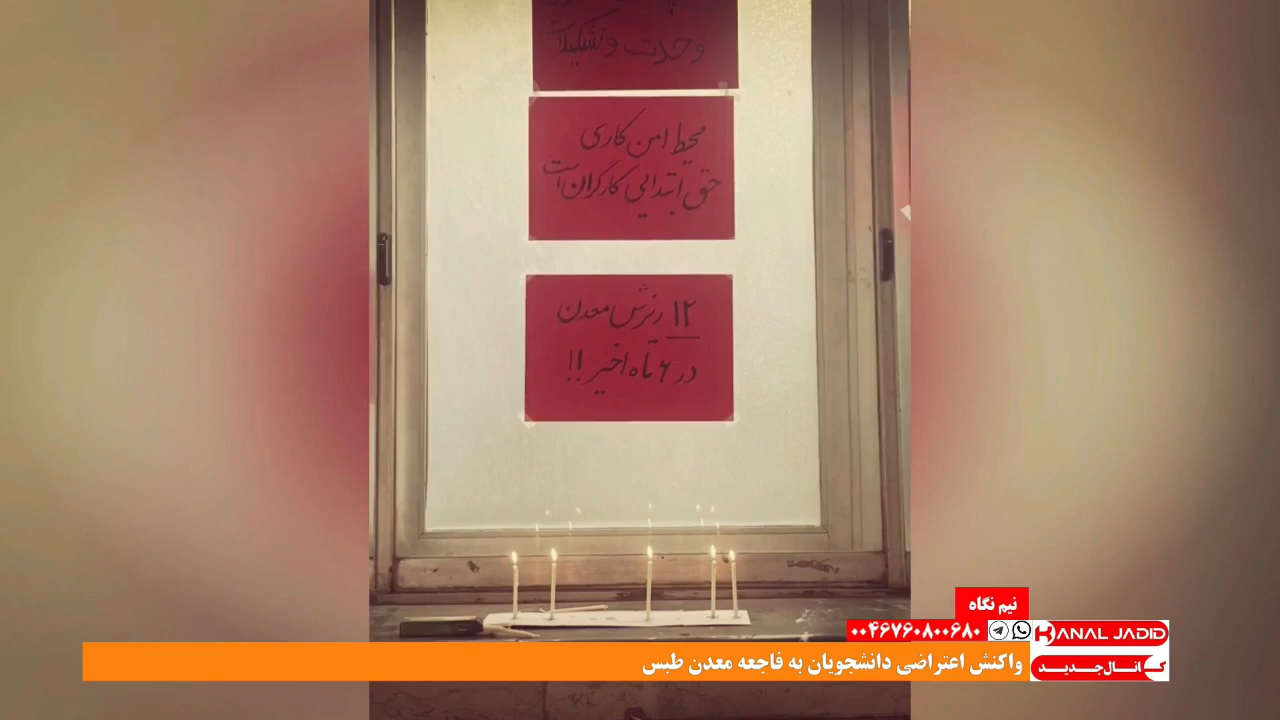 وحدت و تشکیلات
محیط امن کاری
حق ابتدایی کارگران است
۱۲ ریزش معدن
در ۶ ماه اخیر !!
نیم نگاه
۰۰۴۶۷۶۰۸۰۰۶۸۰
KANAL JADID
کانال جدید
واکنش اعتراضی دانشجویان به فاجعه معدن طبس